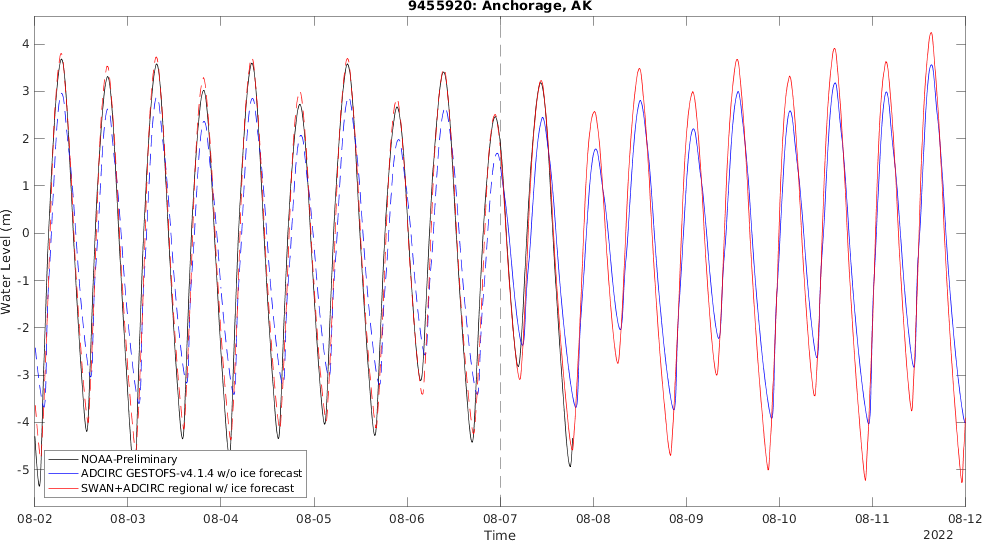 9455920: Anchorage, AK
4
3
2
1
0
-1
-2
-3
-4
-5
Water Level (m)
NOAA-Preliminary
ADCIRC GESTOFS-v4.1.4 w/o ice forecast
SWAN+ADCIRC regional w/ ice forecast
08-02 08-03 08-04 08-05 08-06 08-07 08-08 08-09 08-10 08-11 08-12
Time
2022